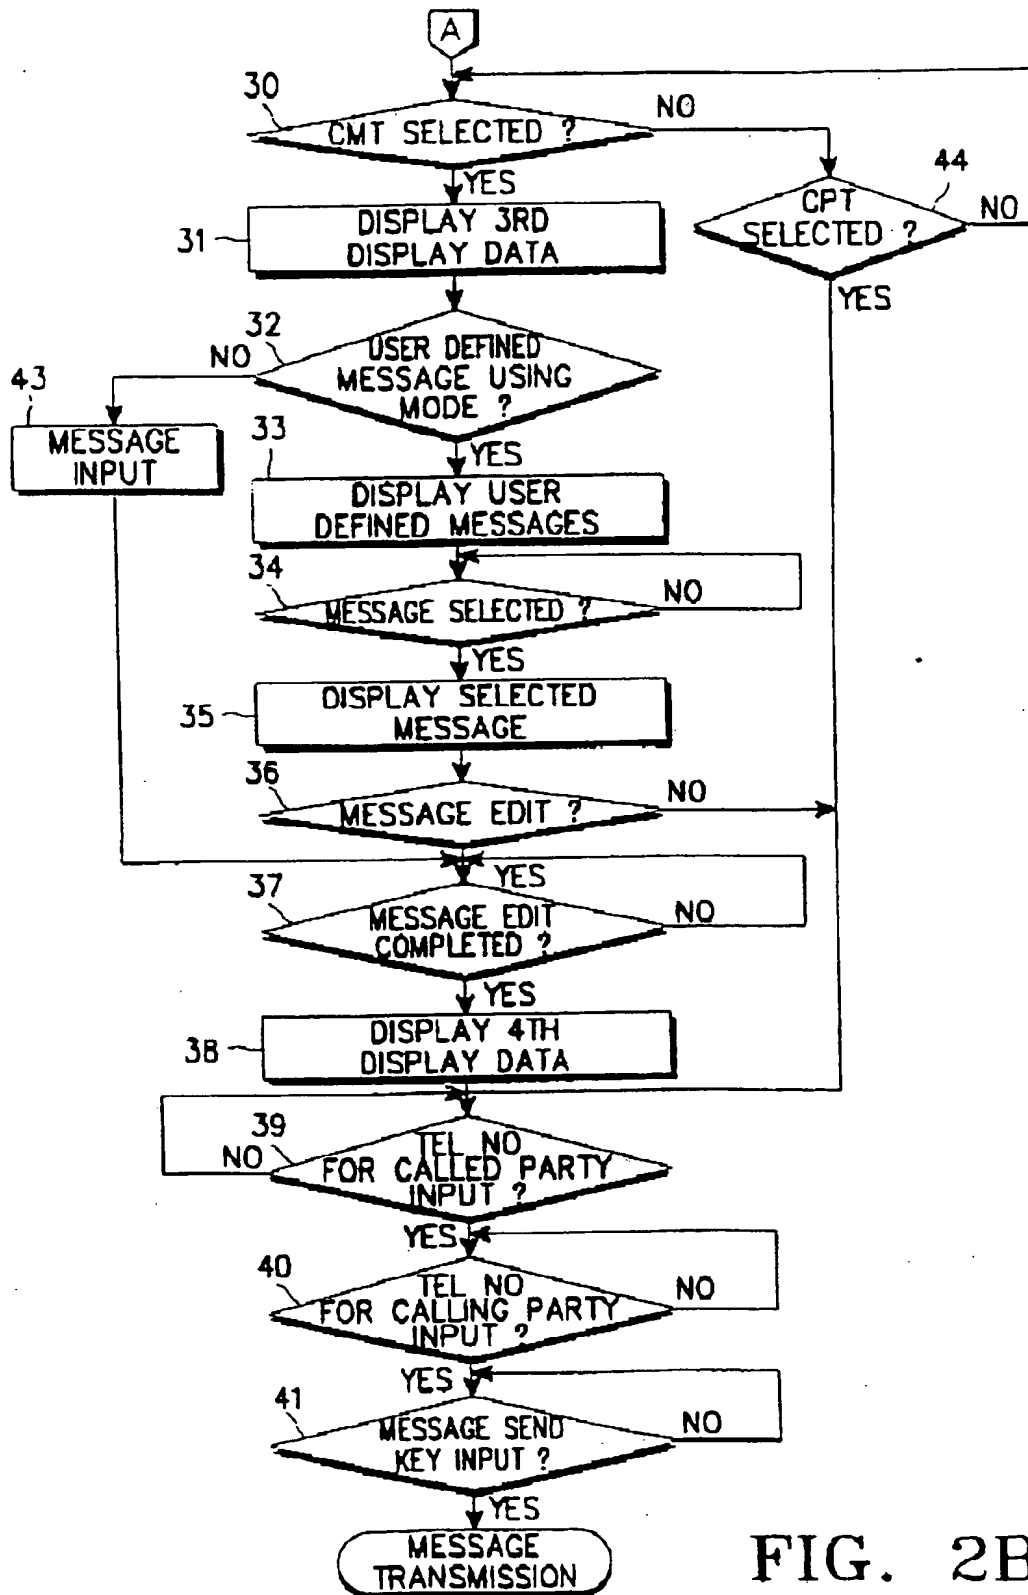 A
30
CMT SELECTED ?
NO
YES
44
CPT
SELECTED ?
NO
YES
31
DISPLAY 3RD
DISPLAY DATA
32
USER DEFINED
MESSAGE USING
MODE ?
NO
YES
43
MESSAGE
INPUT
33
DISPLAY USER
DEFINED MESSAGES
34
MESSAGE SELECTED ?
NO
YES
35
DISPLAY SELECTED
MESSAGE
36
MESSAGE EDIT ?
NO
YES
37
MESSAGE EDIT
COMPLETED ?
NO
YES
38
DISPLAY 4TH
DISPLAY DATA
39
TEL NO
FOR CALLED PARTY
INPUT ?
NO
YES
40
TEL NO
FOR CALLING PARTY
INPUT ?
NO
YES
41
MESSAGE SEND
KEY INPUT ?
NO
YES
MESSAGE
TRANSMISSION
FIG. 2B